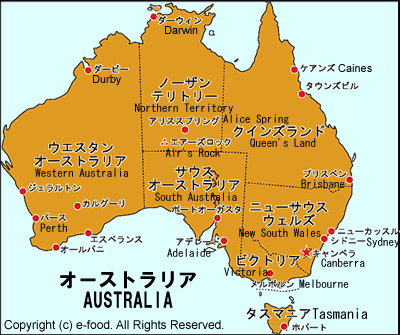 ダーウィン
Darwin
ダービー
Durby
ケアンズ Caines
タウンズビル
ノーザン
テリトリー
Northern Territory
Alice Spring
アリススプリング
クインズランド
Queen's Land
エアーズロック
Air's Rock
ウエスタン
オーストラリア
Western Australia
サウス
オーストラリア
South Australia
ブリスベン
Brisbane
ジェラルトン
カルグーリ
ポートオーガスタ
ニューサウス
ウェルズ
New South Wales
パース
Perth
エスペランス
オールバニ
アデレード
Adelaide
ニューカッスル
シドニー Sydney
キャンベラ
Canberra
ビクトリア
Victoria
メルボルン Melbourne
オーストラリア
AUSTRALIA
タスマニア Tasmania
ホバート
Copyright (c) e-food. All Rights Reserved.